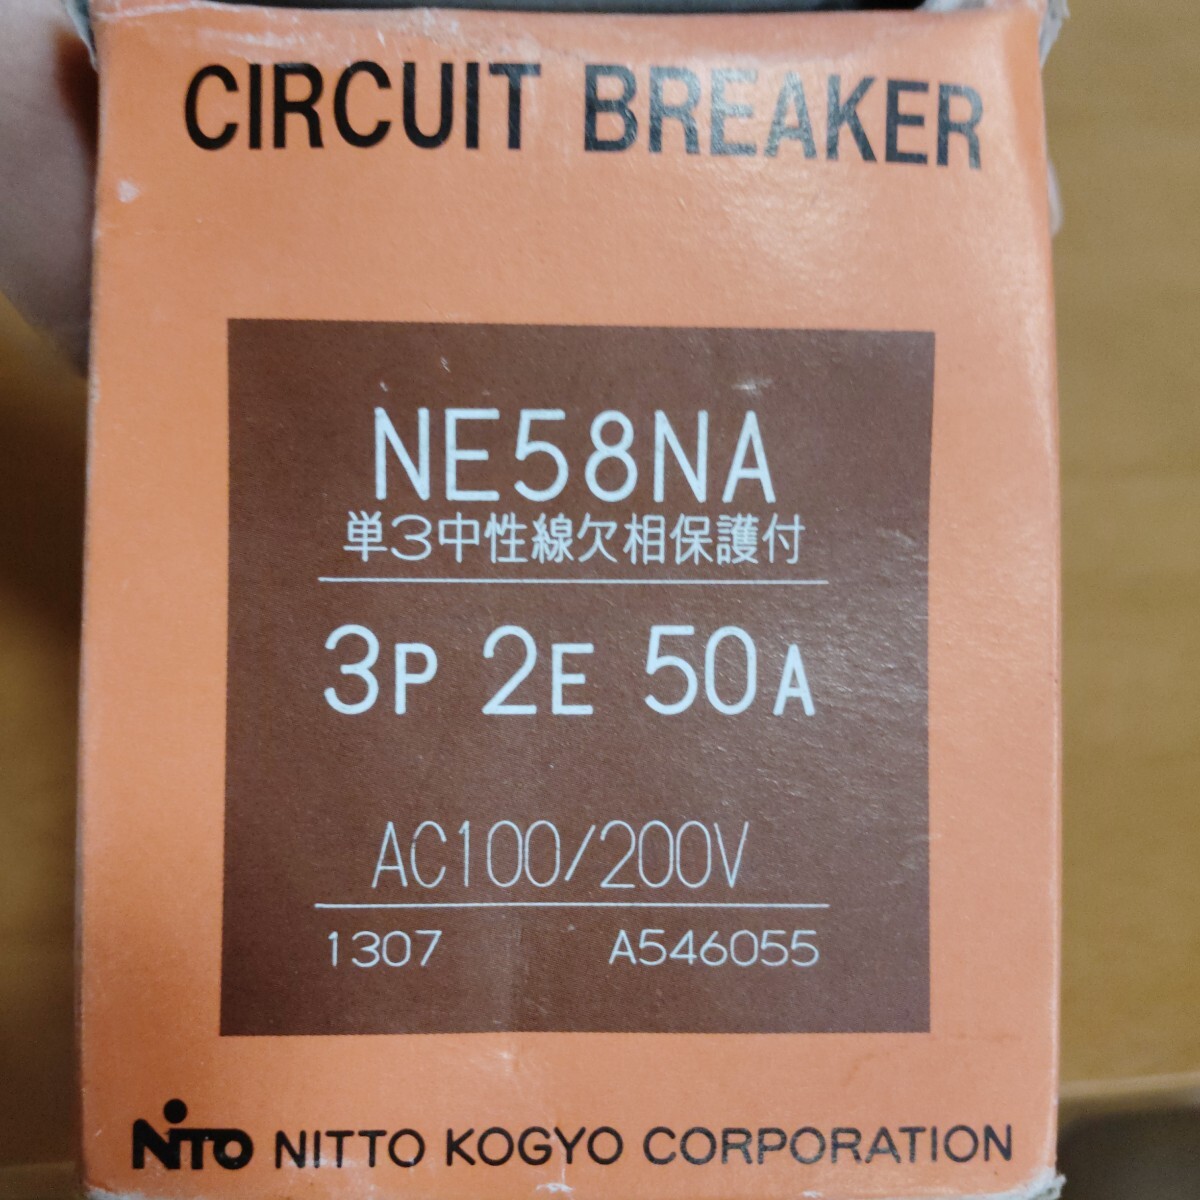 CIRCUIT BREAKER
NE58NA
単3中性線欠相保護付
3P 2E 50A
AC100/200V
1307 A546055
NITTO NITTO KOGYO CORPORATION